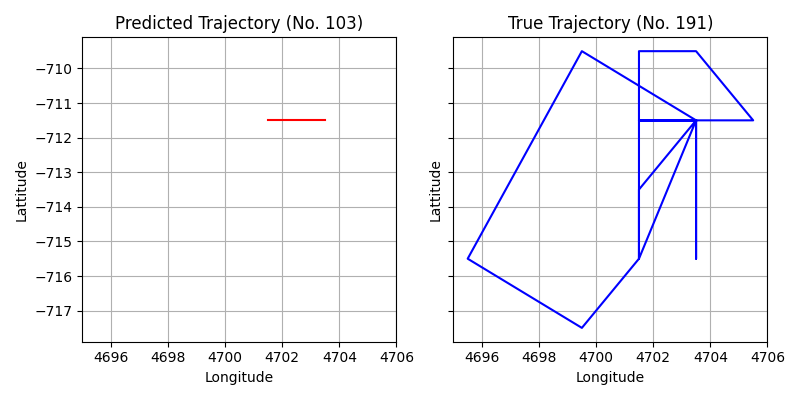 Predicted Trajectory (No. 103)
True Trajectory (No. 191)
Lattitude
−710
−711
−712
−713
−714
−715
−716
−717
4696 4698 4700 4702 4704 4706
Longitude
Lattitude
4696 4698 4700 4702 4704 4706
Longitude